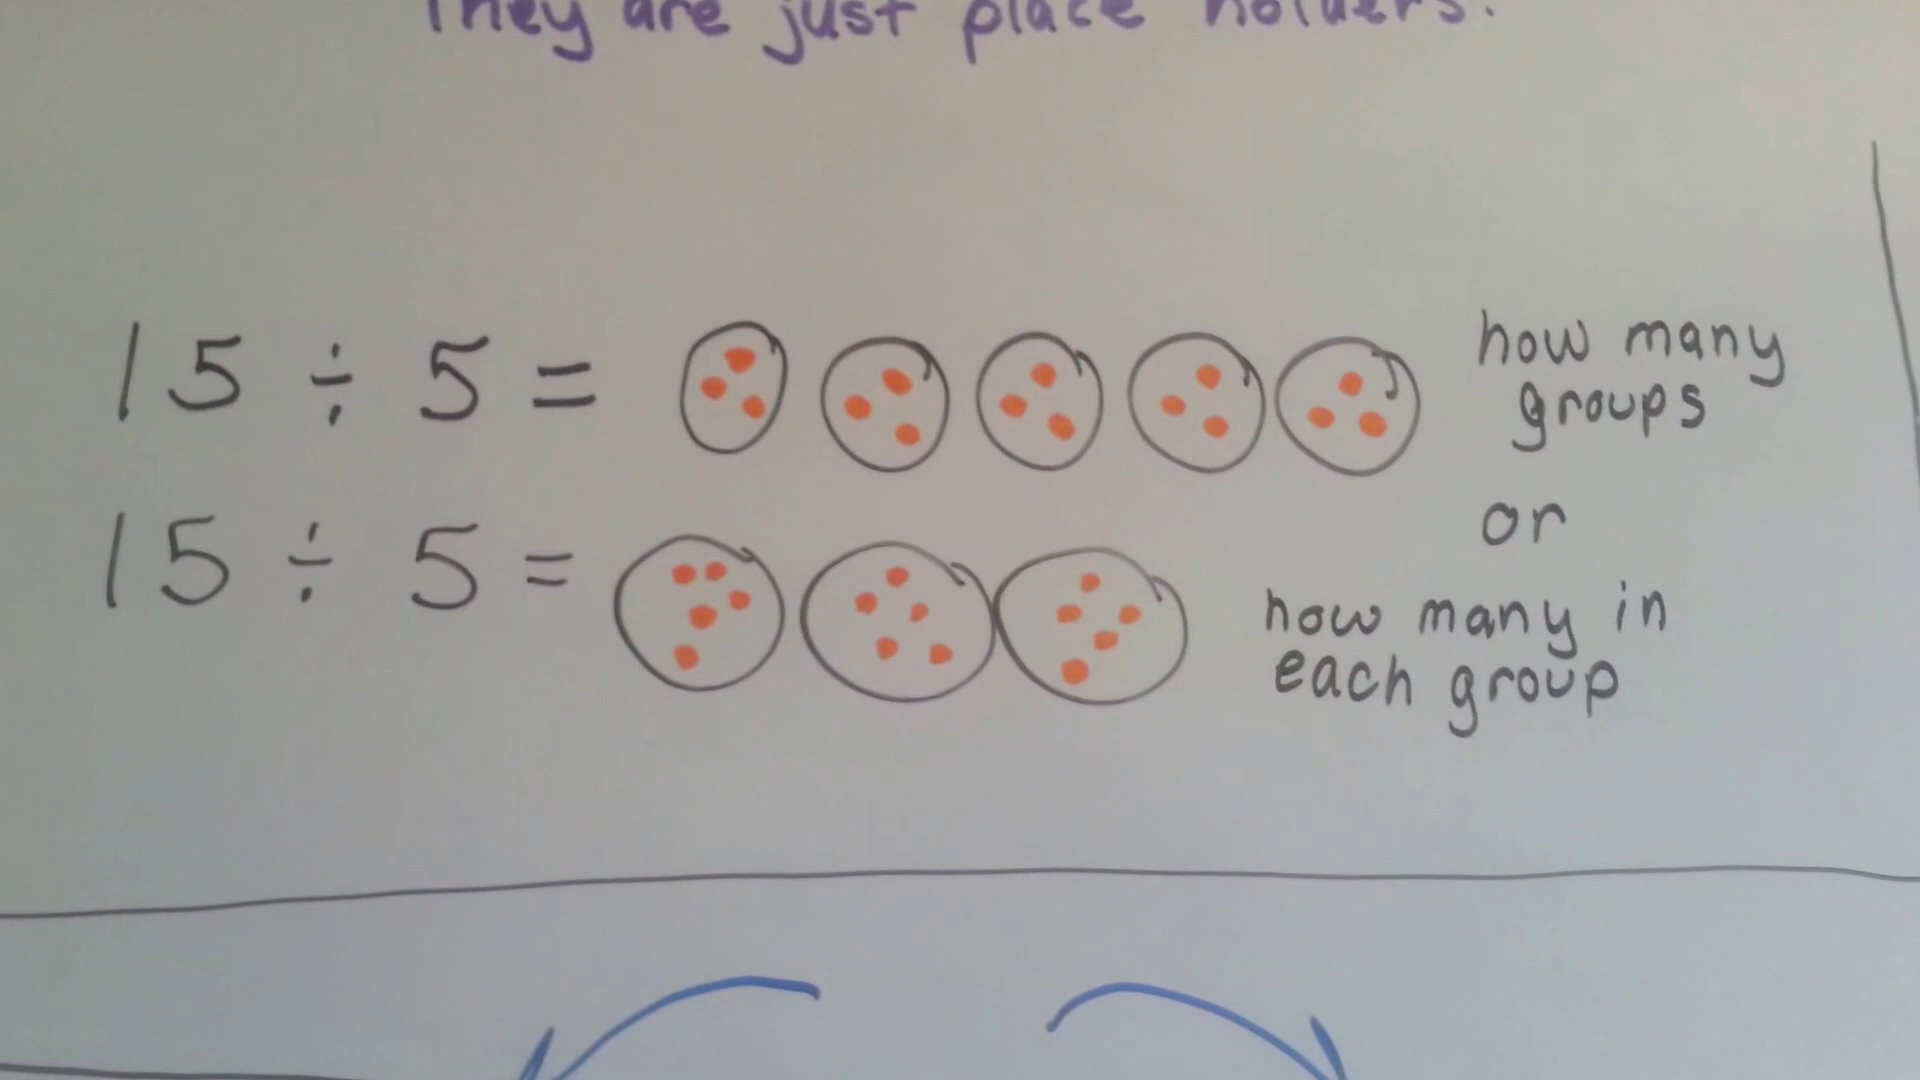 They are just place holders.
15 ÷ 5 =
how many
groups
or
15 ÷ 5 =
how many in
each group